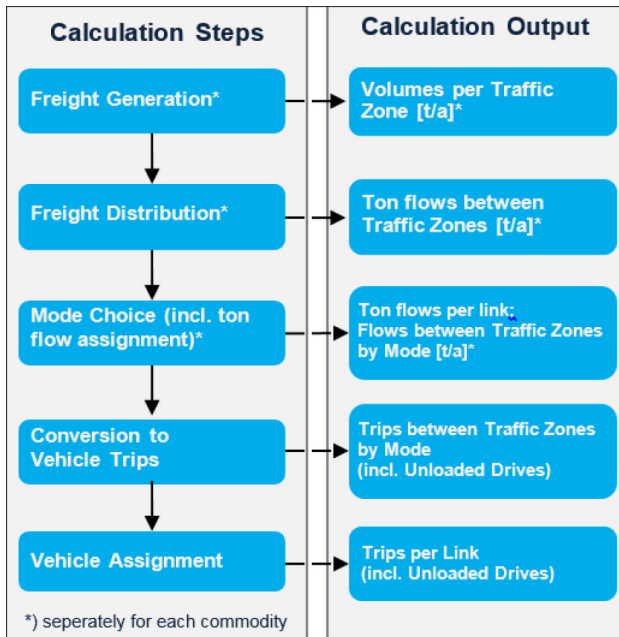 Calculation Steps
Freight Generation*
Freight Distribution*
Mode Choice (incl. ton
flow assignment)*
Conversion to
Vehicle Trips
Vehicle Assignment
*) seperately for each commodity
Calculation Output
Volumes per Traffic
Zone [t/a]*
Ton flows between
Traffic Zones [t/a]*
Ton flows per link;
Flows between Traffic Zones
by Mode [t/a]*
Trips between Traffic Zones
by Mode
(incl. Unloaded Drives)
Trips per Link
(incl. Unloaded Drives)